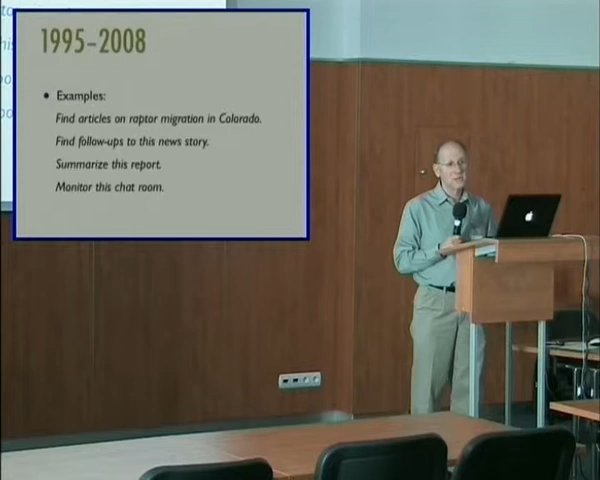 1995–2008
• Examples:
Find articles on raptor migration in Colorado.
Find follow-ups to this news story.
Summarize this report.
Monitor this chat room.